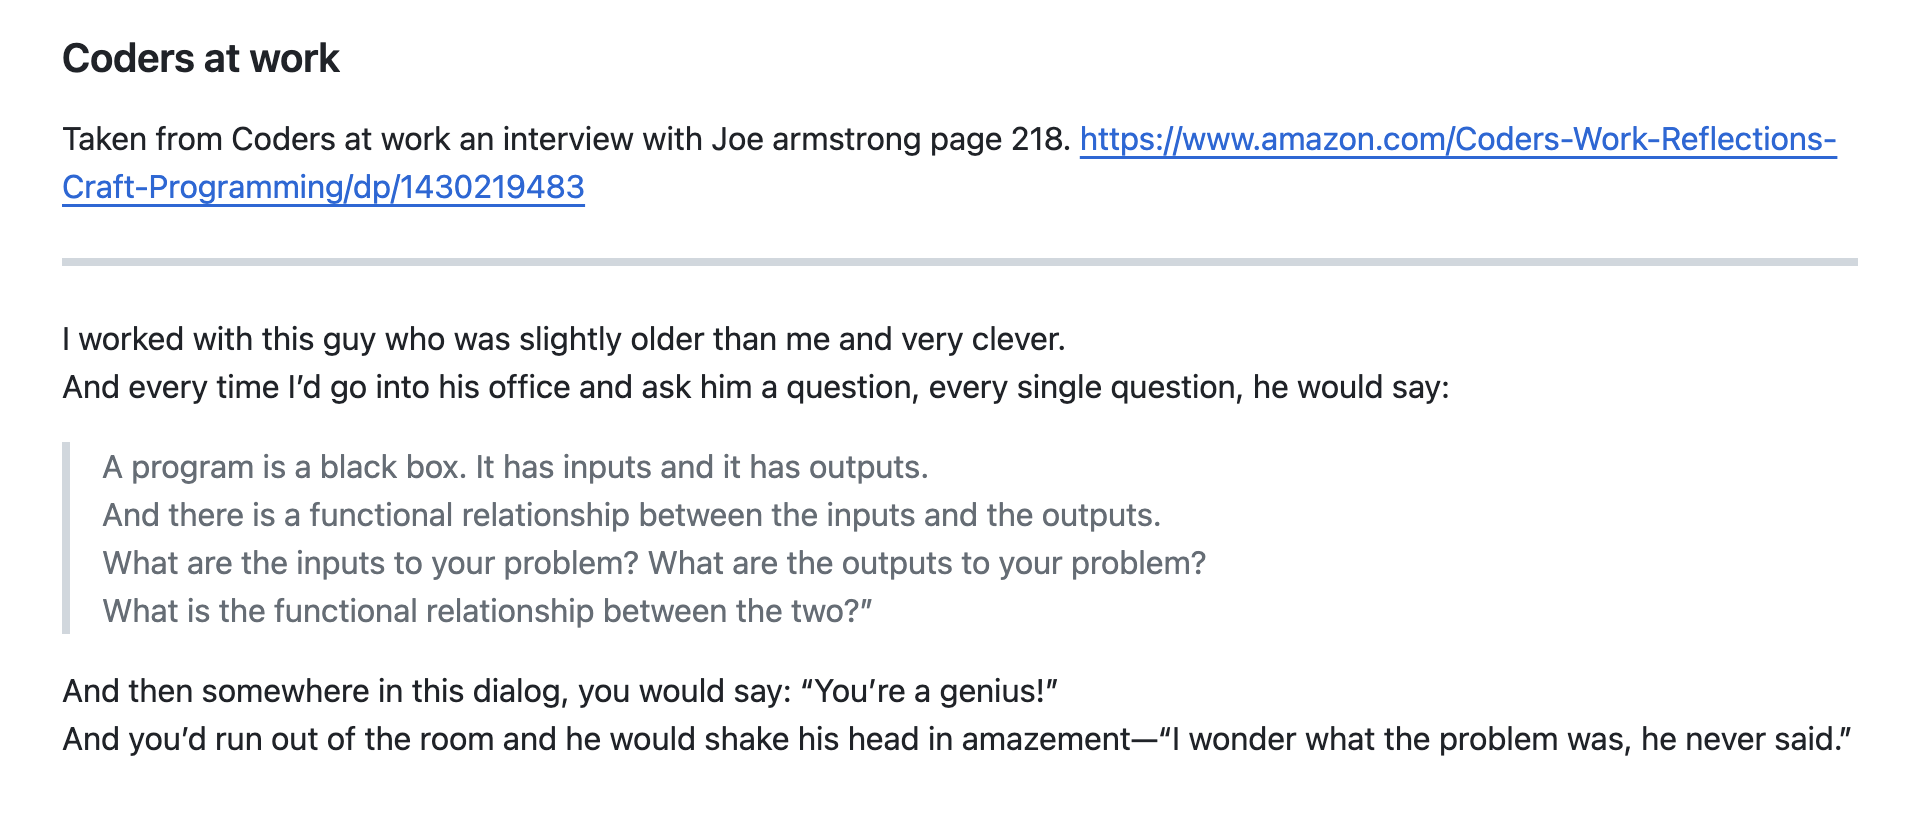 Coders at work
Taken from Coders at work an interview with Joe armstrong page 218. https://www.amazon.com/Coders-Work-Reflections-
Craft-Programming/dp/1430219483
I worked with this guy who was slightly older than me and very clever.
And every time I’d go into his office and ask him a question, every single question, he would say:
A program is a black box. It has inputs and it has outputs.
And there is a functional relationship between the inputs and the outputs.
What are the inputs to your problem? What are the outputs to your problem?
What is the functional relationship between the two?”
And then somewhere in this dialog, you would say: “You’re a genius!”
And you’d run out of the room and he would shake his head in amazement—“I wonder what the problem was, he never said.”